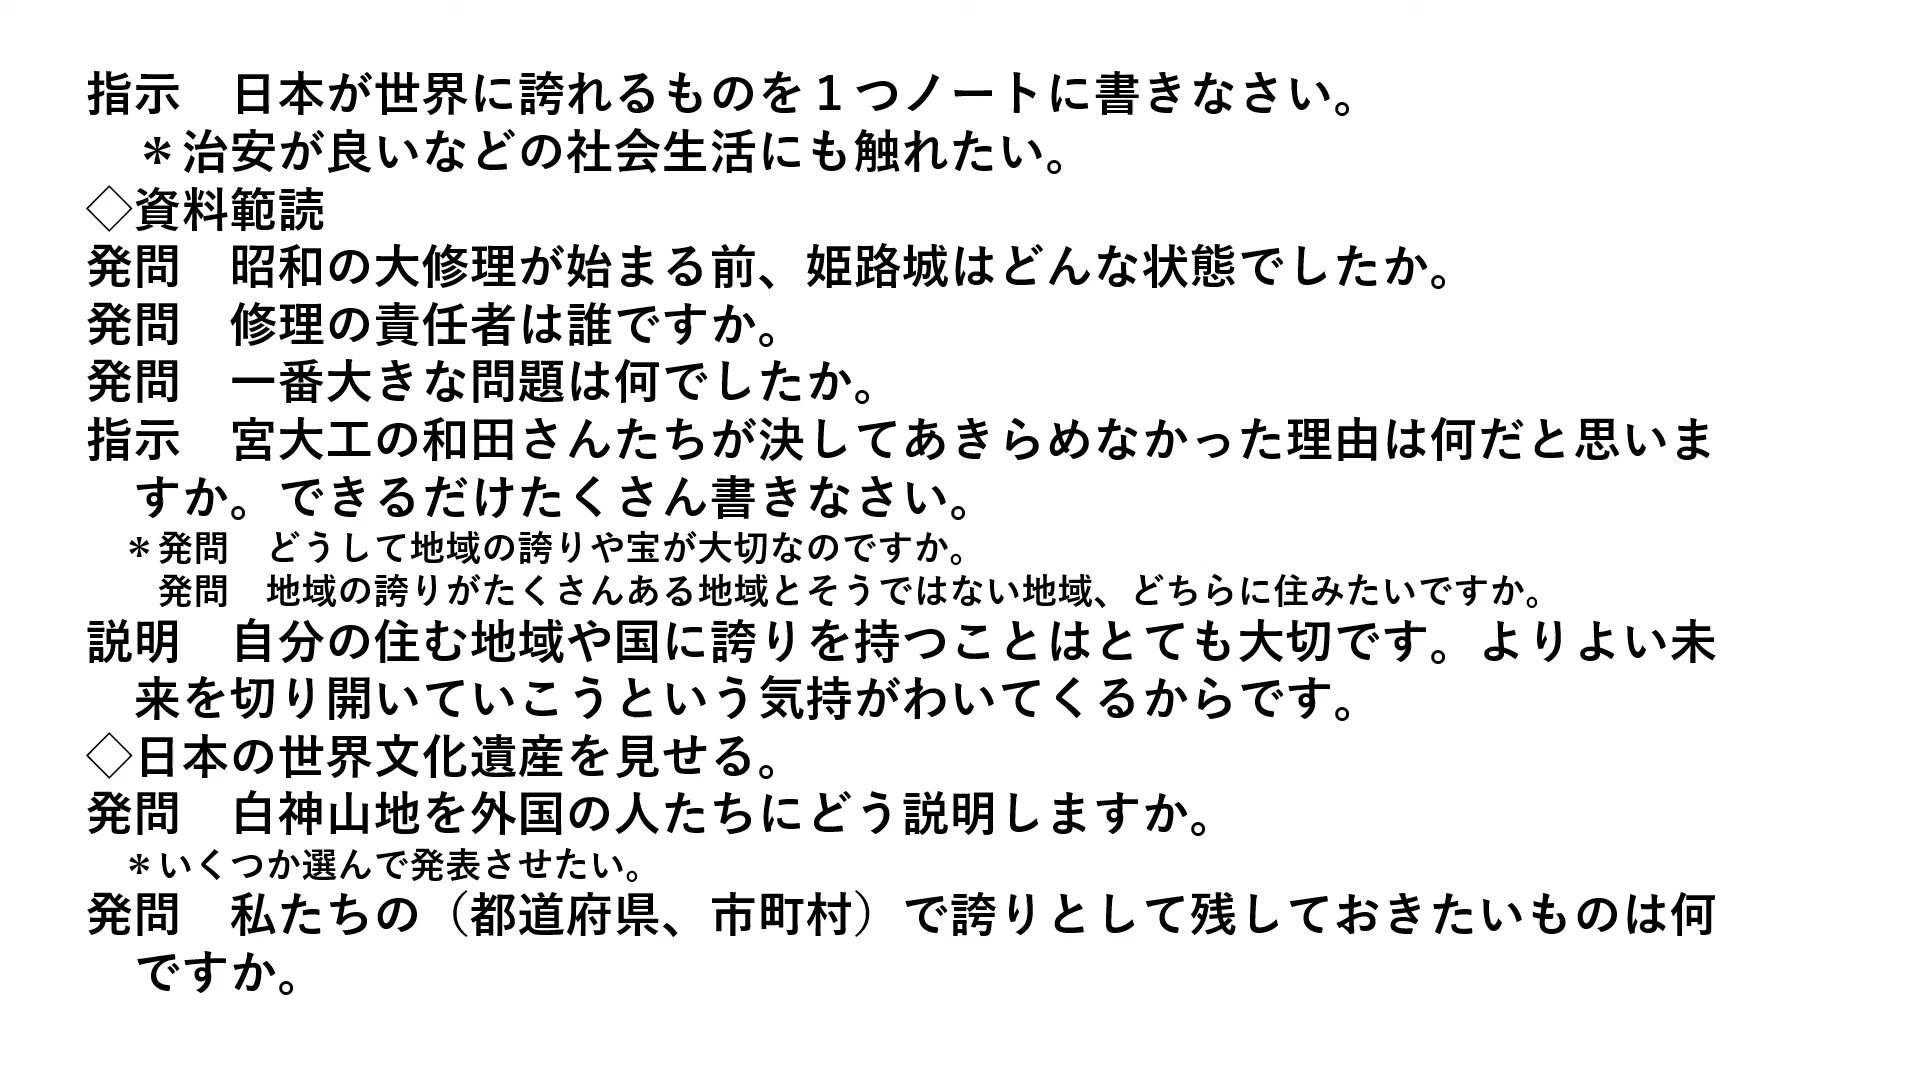 指示　日本が世界に誇れるものを１つノートに書きなさい。
＊治安が良いなどの社会生活にも触れたい。
◇資料範読
発問　昭和の大修理が始まる前、姫路城はどんな状態でしたか。
発問　修理の責任者は誰ですか。
発問　一番大きな問題は何でしたか。
指示　宮大工の和田さんたちが決してあきらめなかった理由は何だと思いま
すか。できるだけたくさん書きなさい。
＊発問　どうして地域の誇りや宝が大切なのですか。
発問　地域の誇りがたくさんある地域とそうではない地域、どちらに住みたいですか。
説明　自分の住む地域や国に誇りを持つことはとても大切です。よりよい未
来を切り開いていこうという気持がわいてくるからです。
◇日本の世界文化遺産を見せる。
発問　白神山地を外国の人たちにどう説明しますか。
＊いくつか選んで発表させたい。
発問　私たちの（都道府県、市町村）で誇りとして残しておきたいものは何
ですか。